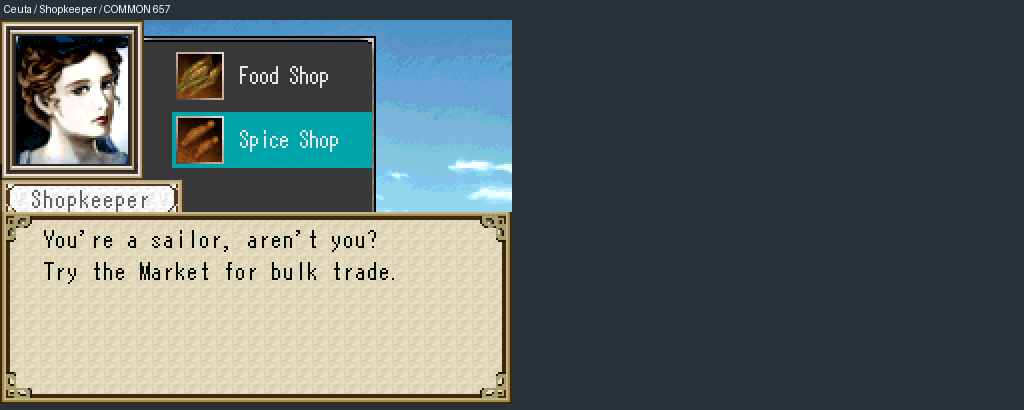 Ceuta / Shopkeeper / COMMON 657
Food Shop
Spice Shop
Shopkeeper
You're a sailor, aren't you?
Try the Market for bulk trade.